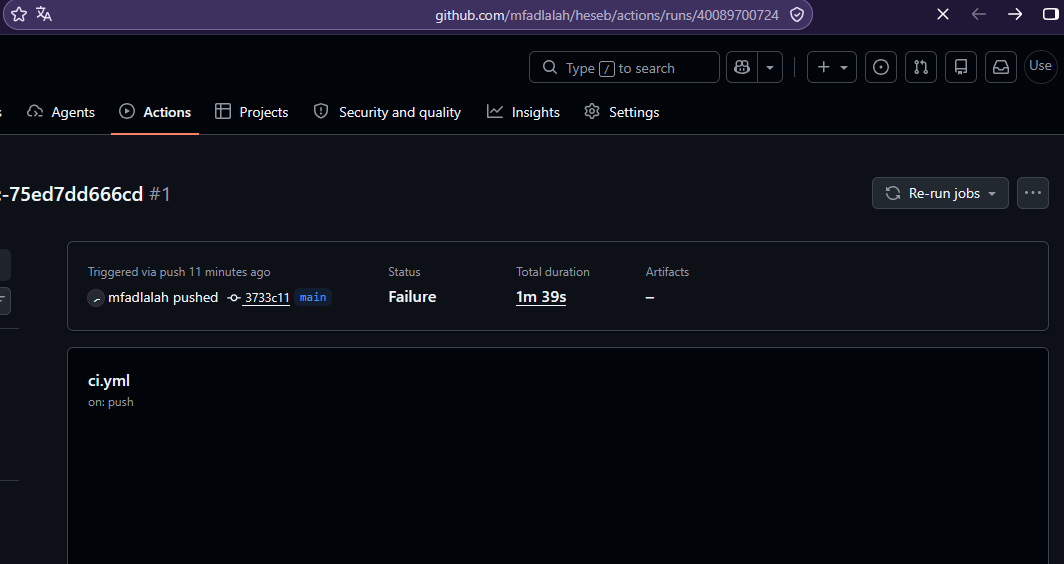 github.com/mfadlalah/heseb/actions/runs/40089700724
Type / to search
Use
Agents Actions Projects Security and quality Insights Settings
-75ed7dd666cd #1
Re-run jobs
Triggered via push 11 minutes ago Status Total duration Artifacts
mfadlalah pushed 3733c11 main Failure 1m 39s –
ci.yml
on: push